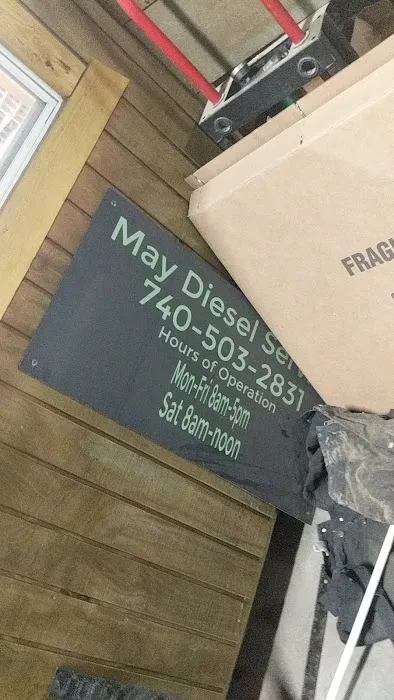 May Diesel Ser
740-503-2831
Hours of Operation
Mon-Fri 8am-5pm
Sat 8am-noon
FRAG